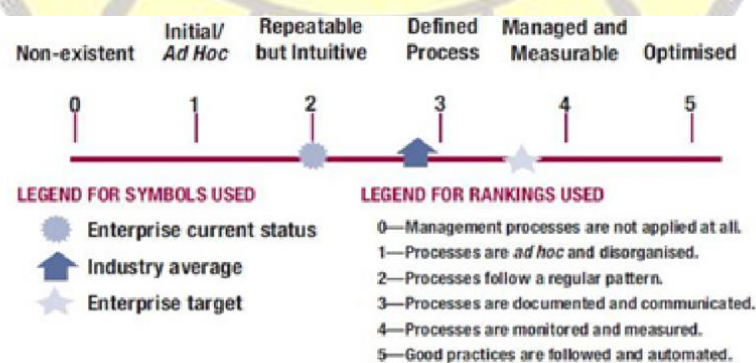 Non-existent
Initial/
Ad Hoc
Repeatable
but Intuitive
Defined
Process
Managed and
Measurable
Optimised
0 1 2 3 4 5
LEGEND FOR SYMBOLS USED
Enterprise current status
Industry average
Enterprise target
LEGEND FOR RANKINGS USED
0—Management processes are not applied at all.
1—Processes are ad hoc and disorganised.
2—Processes follow a regular pattern.
3—Processes are documented and communicated.
4—Processes are monitored and measured.
5—Good practices are followed and automated.